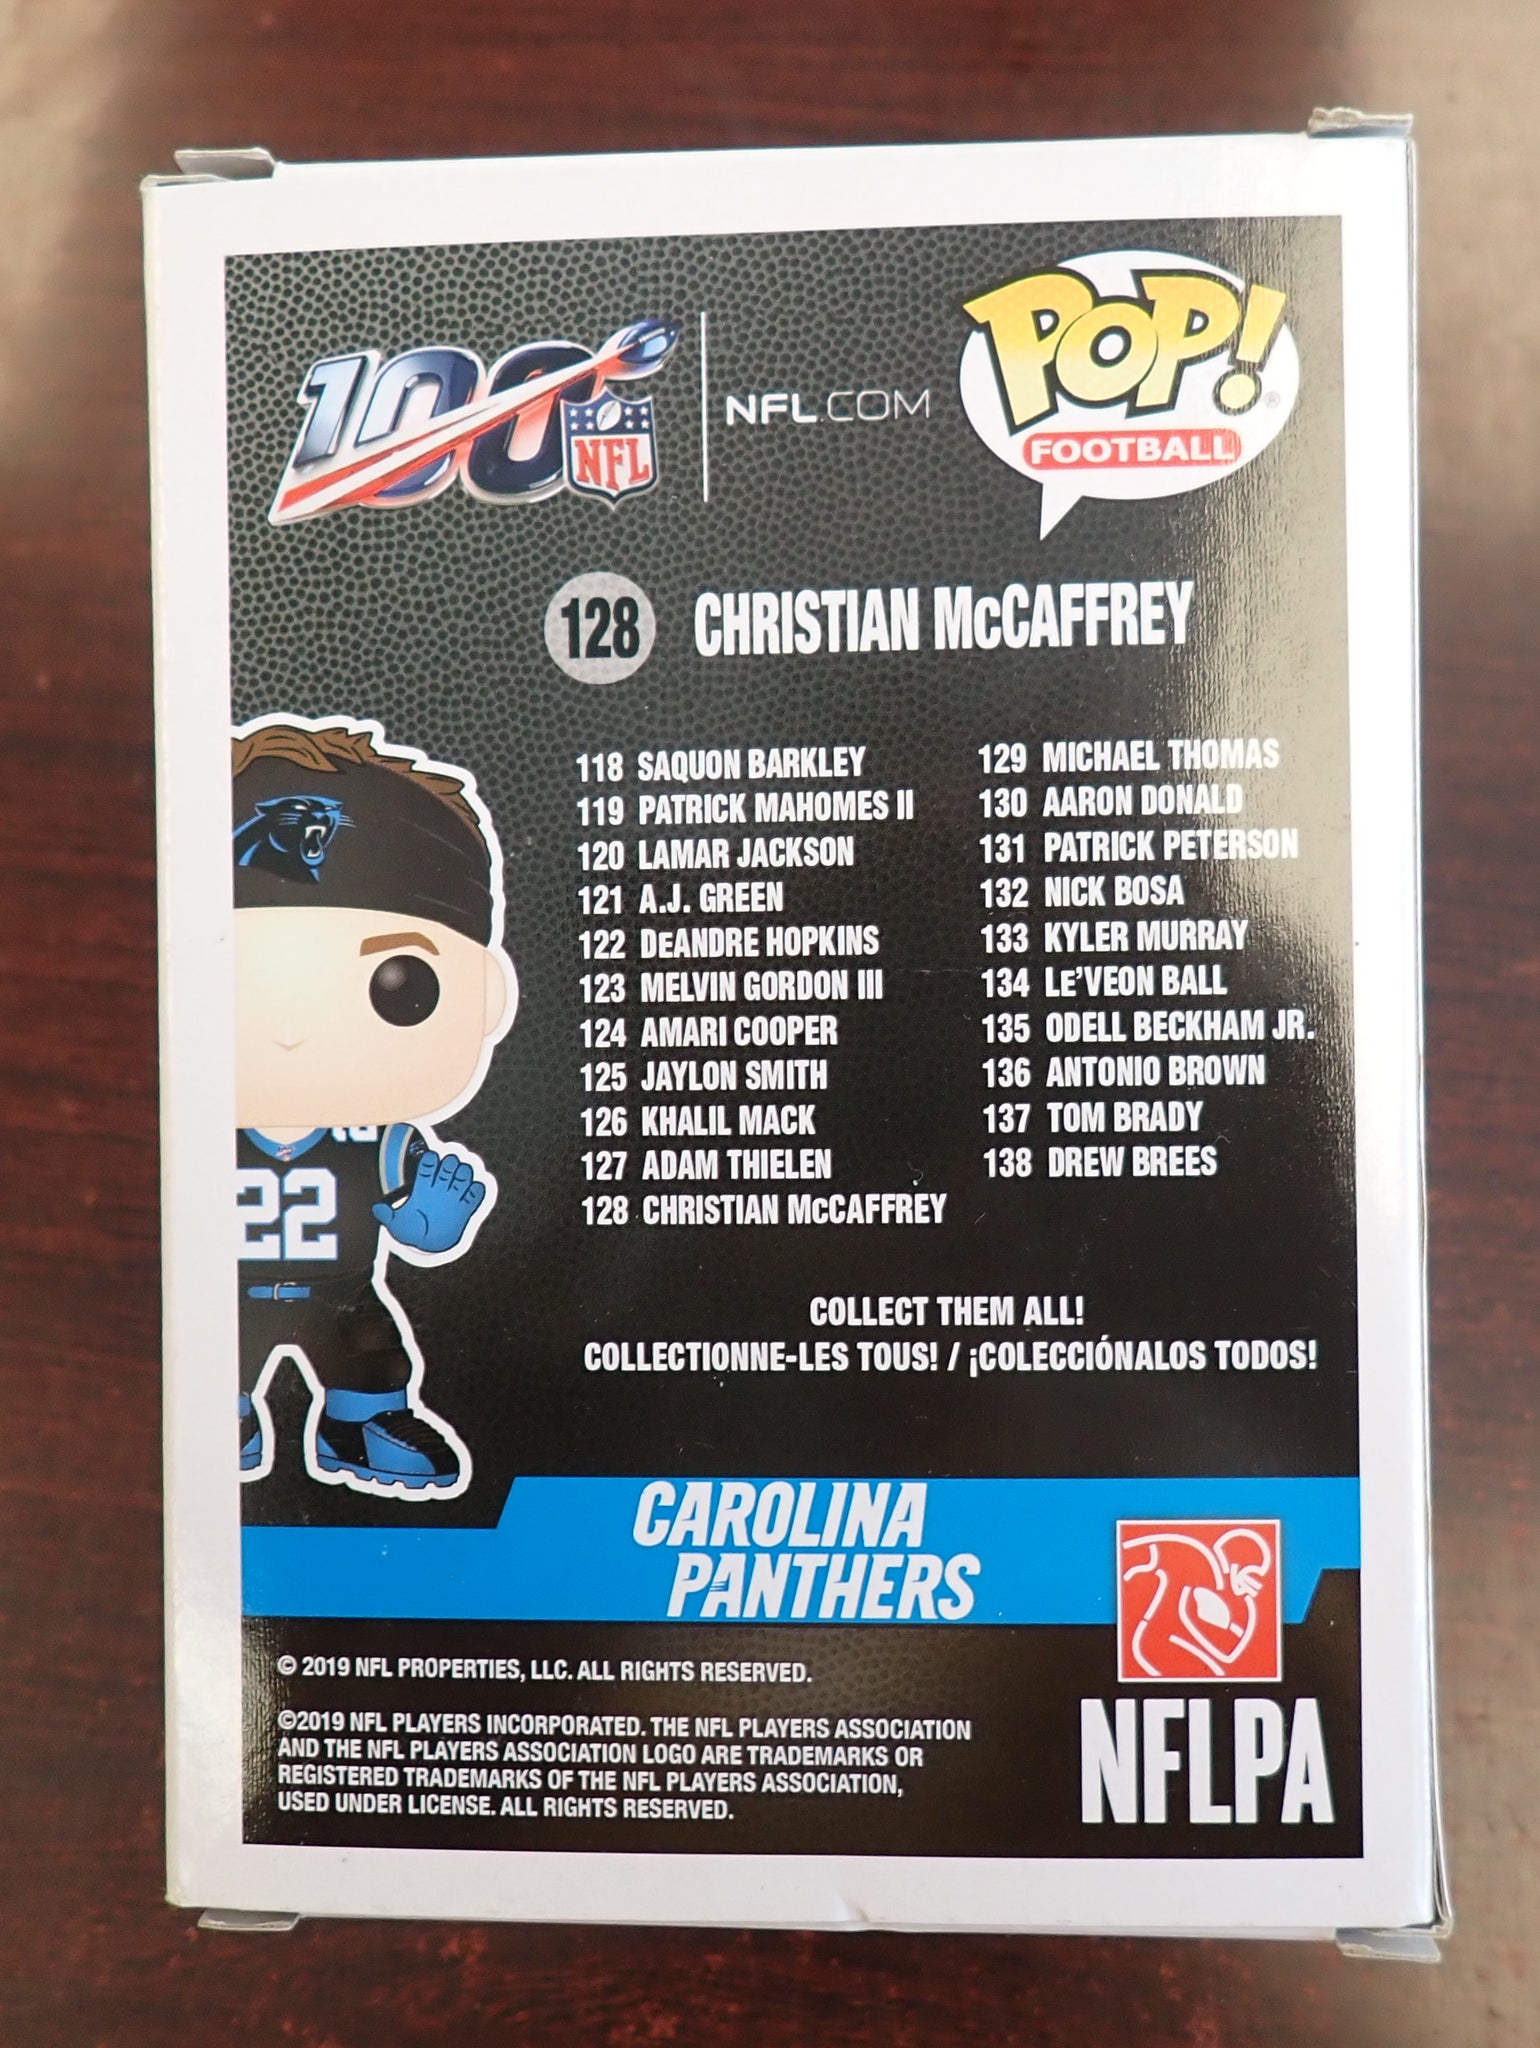 100
NFL
NFL.COM
POP!
FOOTBALL
128 CHRISTIAN McCAFFREY
118 SAQUON BARKLEY
119 PATRICK MAHOMES II
120 LAMAR JACKSON
121 A.J. GREEN
122 DEANDRE HOPKINS
123 MELVIN GORDON III
124 AMARI COOPER
125 JAYLON SMITH
126 KHALIL MACK
127 ADAM THIELEN
128 CHRISTIAN McCAFFREY
129 MICHAEL THOMAS
130 AARON DONALD
131 PATRICK PETERSON
132 NICK BOSA
133 KYLER MURRAY
134 LE'VEON BALL
135 ODELL BECKHAM JR.
136 ANTONIO BROWN
137 TOM BRADY
138 DREW BREES
22
COLLECT THEM ALL!
COLLECTIONNE-LES TOUS! / ¡COLECCIÓNALOS TODOS!
CAROLINA
PANTHERS
© 2019 NFL PROPERTIES, LLC. ALL RIGHTS RESERVED.
©2019 NFL PLAYERS INCORPORATED. THE NFL PLAYERS ASSOCIATION
AND THE NFL PLAYERS ASSOCIATION LOGO ARE TRADEMARKS OR
REGISTERED TRADEMARKS OF THE NFL PLAYERS ASSOCIATION,
USED UNDER LICENSE. ALL RIGHTS RESERVED.
NFLPA